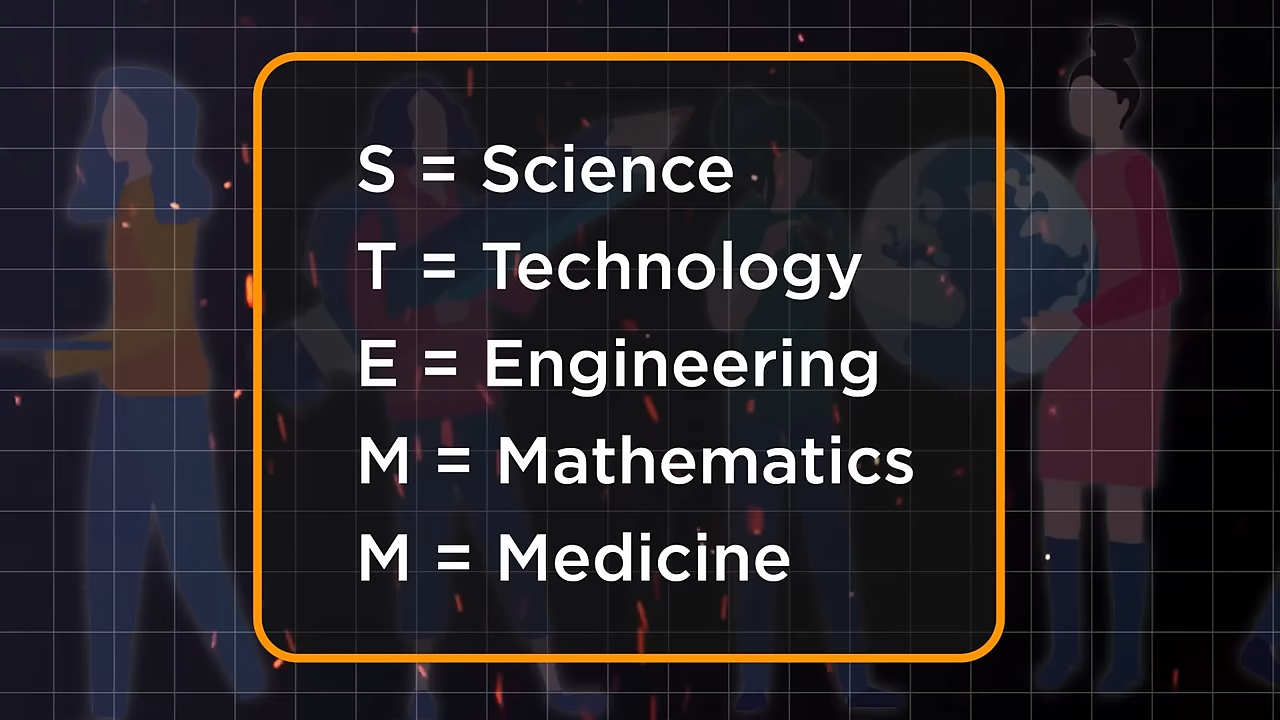 S = Science
T = Technology
E = Engineering
M = Mathematics
M = Medicine